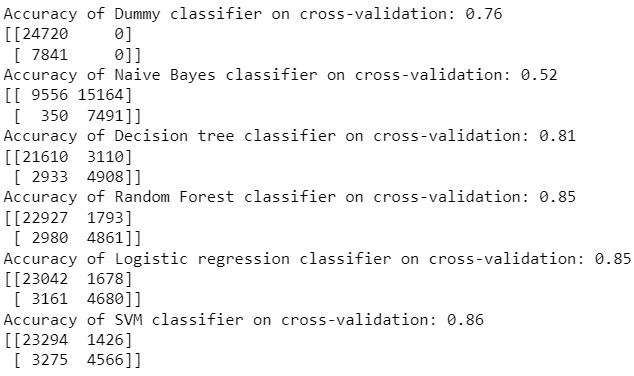 Accuracy of Dummy classifier on cross-validation: 0.76
[[24720     0]
 [ 7841     0]]
Accuracy of Naive Bayes classifier on cross-validation: 0.52
[[ 9556 15164]
 [  350  7491]]
Accuracy of Decision tree classifier on cross-validation: 0.81
[[21610  3110]
 [ 2933  4908]]
Accuracy of Random Forest classifier on cross-validation: 0.85
[[22927  1793]
 [ 2980  4861]]
Accuracy of Logistic regression classifier on cross-validation: 0.85
[[23042  1678]
 [ 3161  4680]]
Accuracy of SVM classifier on cross-validation: 0.86
[[23294  1426]
 [ 3275  4566]]